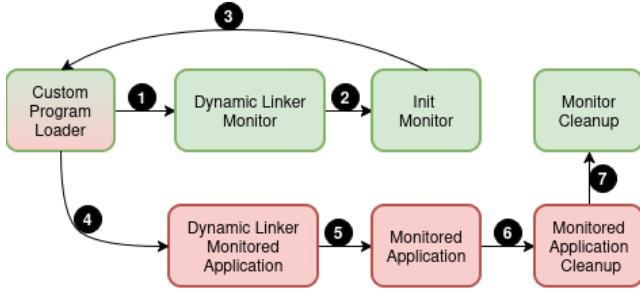 3
Custom
Program
Loader
1
Dynamic Linker
Monitor
2
Init
Monitor
Monitor
Cleanup
7
4
Dynamic Linker
Monitored
Application
5
Monitored
Application
6
Monitored
Application
Cleanup